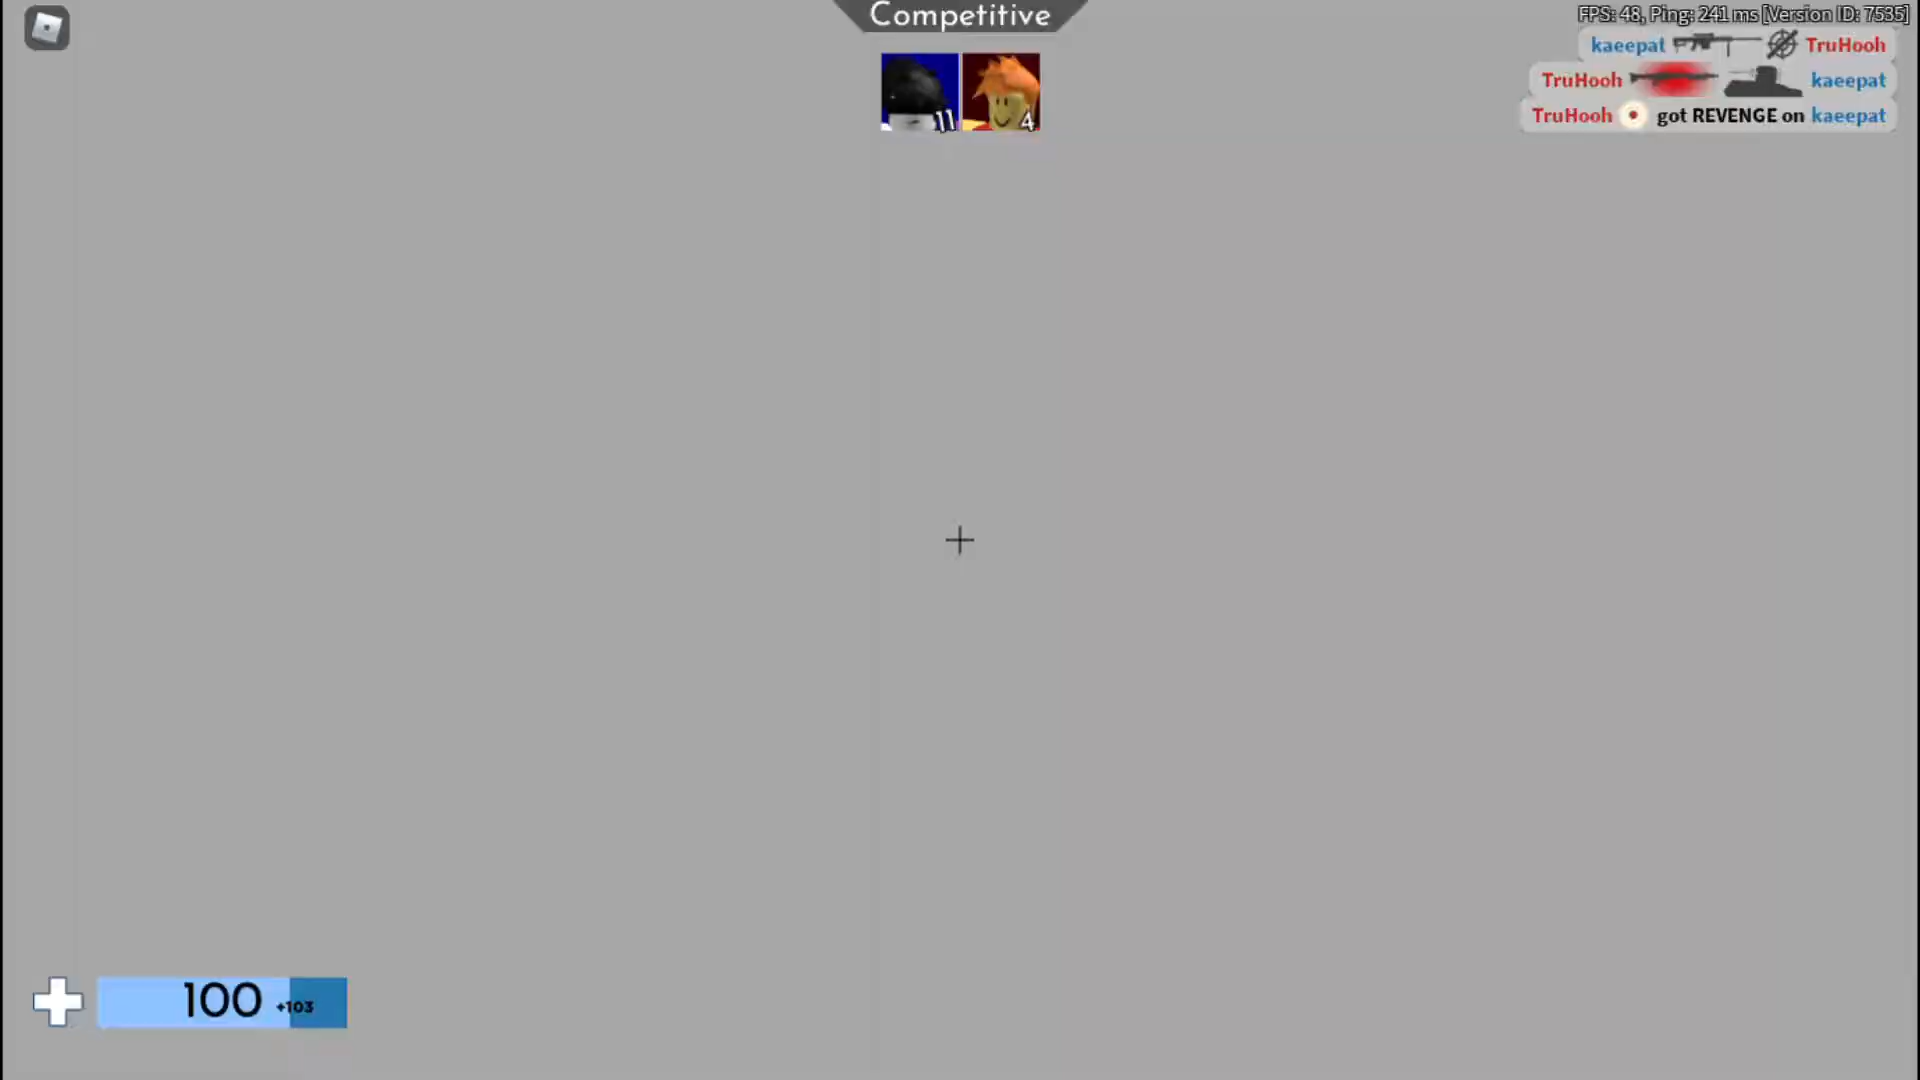 Competitive
FPS: 48, Ping: 241 ms [Version ID: 7535]
kaeepat TruHooh
TruHooh kaeepat
TruHooh got REVENGE on kaeepat
11 4
100 +103